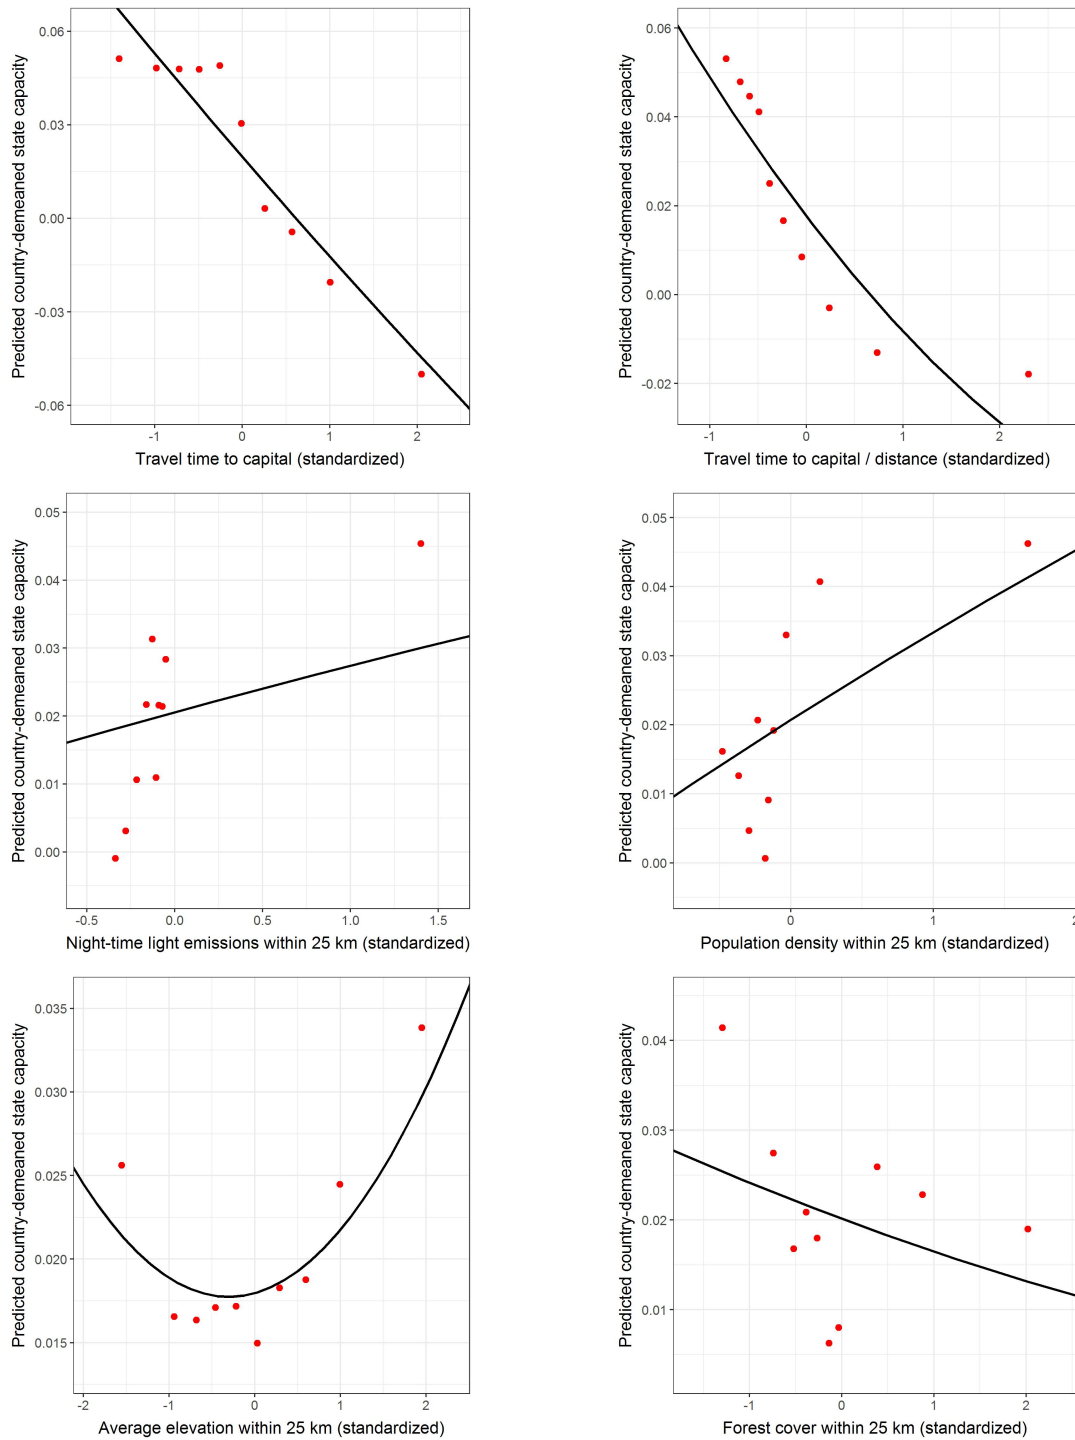 Predicted country-demeaned state capacity
0.06
0.03
0.00
-0.03
-0.06
-1 0 1 2
Travel time to capital (standardized)
Predicted country-demeaned state capacity
0.06
0.04
0.02
0.00
-0.02
-1 0 1 2
Travel time to capital / distance (standardized)
Predicted country-demeaned state capacity
0.05
0.04
0.03
0.02
0.01
0.00
-0.5 0.0 0.5 1.0 1.5
Night-time light emissions within 25 km (standardized)
Predicted country-demeaned state capacity
0.05
0.04
0.03
0.02
0.01
0.00
0 1 2
Population density within 25 km (standardized)
Predicted country-demeaned state capacity
0.035
0.030
0.025
0.020
0.015
-2 -1 0 1 2
Average elevation within 25 km (standardized)
Predicted country-demeaned state capacity
0.04
0.03
0.02
0.01
-1 0 1 2
Forest cover within 25 km (standardized)